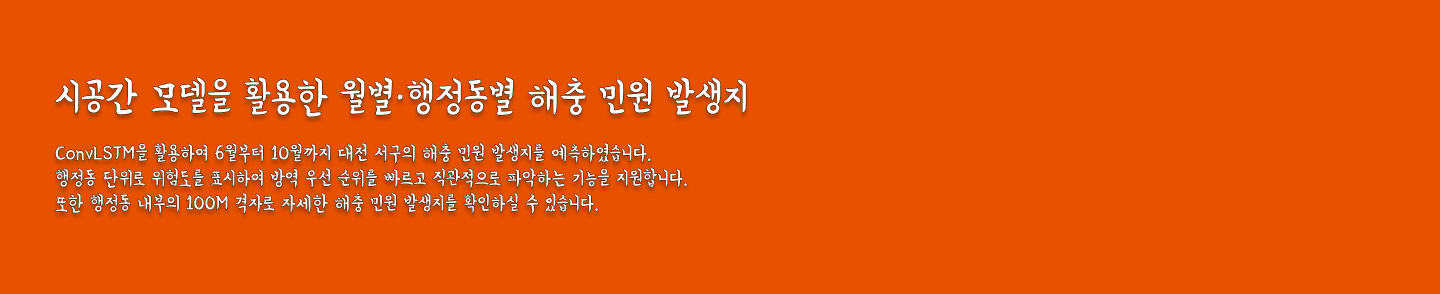 시공간 모델을 활용한 월별·행정동별 해충 민원 발생지
ConvLSTM을 활용하여 6월부터 10월까지 대전 서구의 해충 민원 발생지를 예측하였습니다.
행정동 단위로 위험도를 표시하여 방역 우선 순위를 빠르고 직관적으로 파악하는 기능을 지원합니다.
또한 행정동 내부의 100M 격자로 자세한 해충 민원 발생지를 확인하실 수 있습니다.